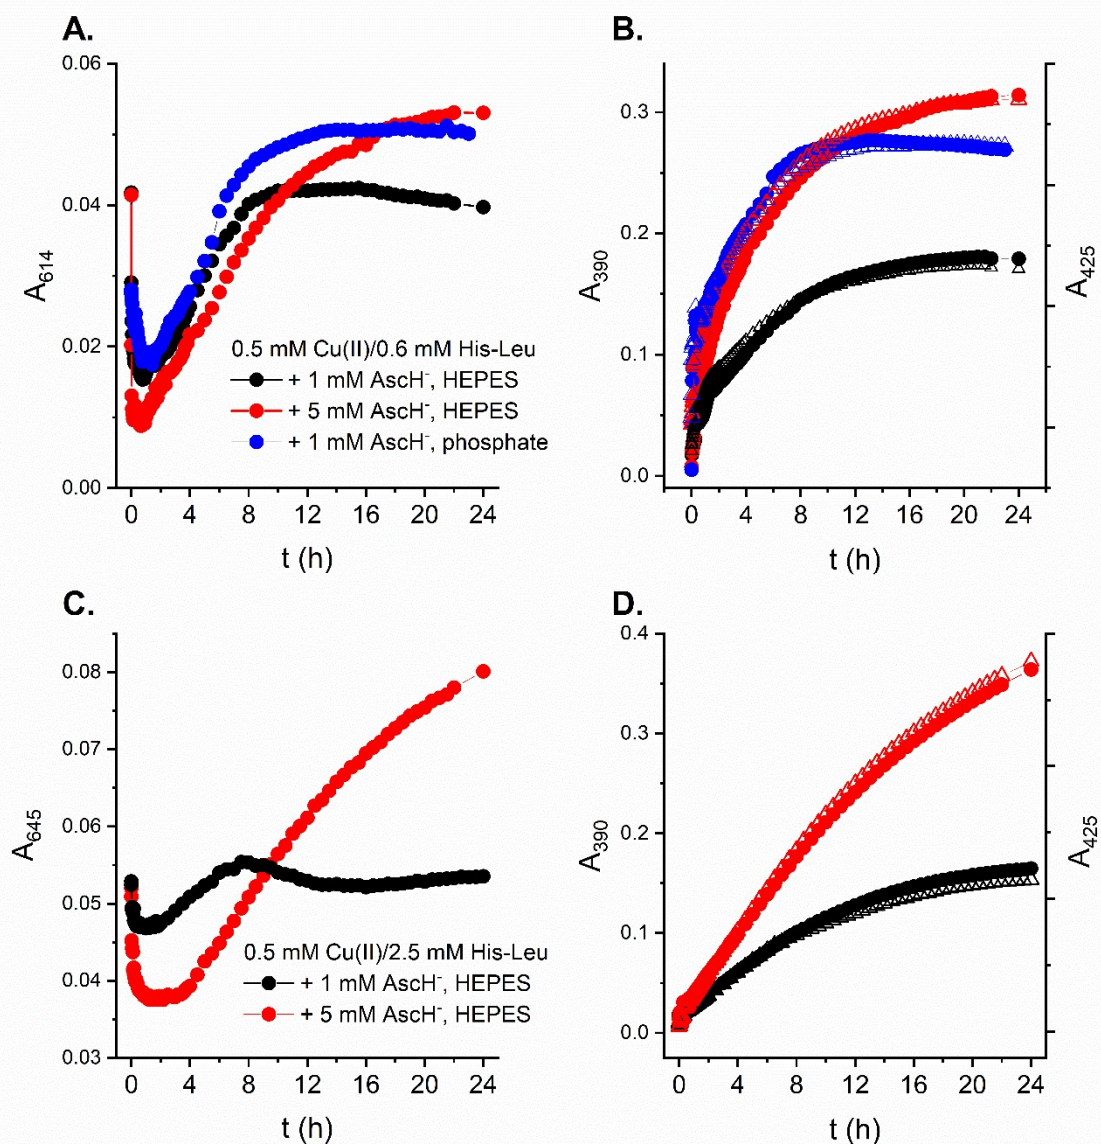 A.
0.06
0.04
0.02
0.00
A₆₁₄
0.5 mM Cu(II)/0.6 mM His-Leu
+ 1 mM AscH⁻, HEPES
+ 5 mM AscH⁻, HEPES
+ 1 mM AscH⁻, phosphate
0 4 8 12 16 20 24
t (h)
B.
0.3
0.2
0.1
0.0
A₃₉₀
A₄₂₅
0 4 8 12 16 20 24
t (h)
C.
0.08
0.07
0.06
0.05
0.04
0.03
A₆₄₅
0.5 mM Cu(II)/2.5 mM His-Leu
+ 1 mM AscH⁻, HEPES
+ 5 mM AscH⁻, HEPES
0 4 8 12 16 20 24
t (h)
D.
0.4
0.3
0.2
0.1
0.0
A₃₉₀
A₄₂₅
0 4 8 12 16 20 24
t (h)